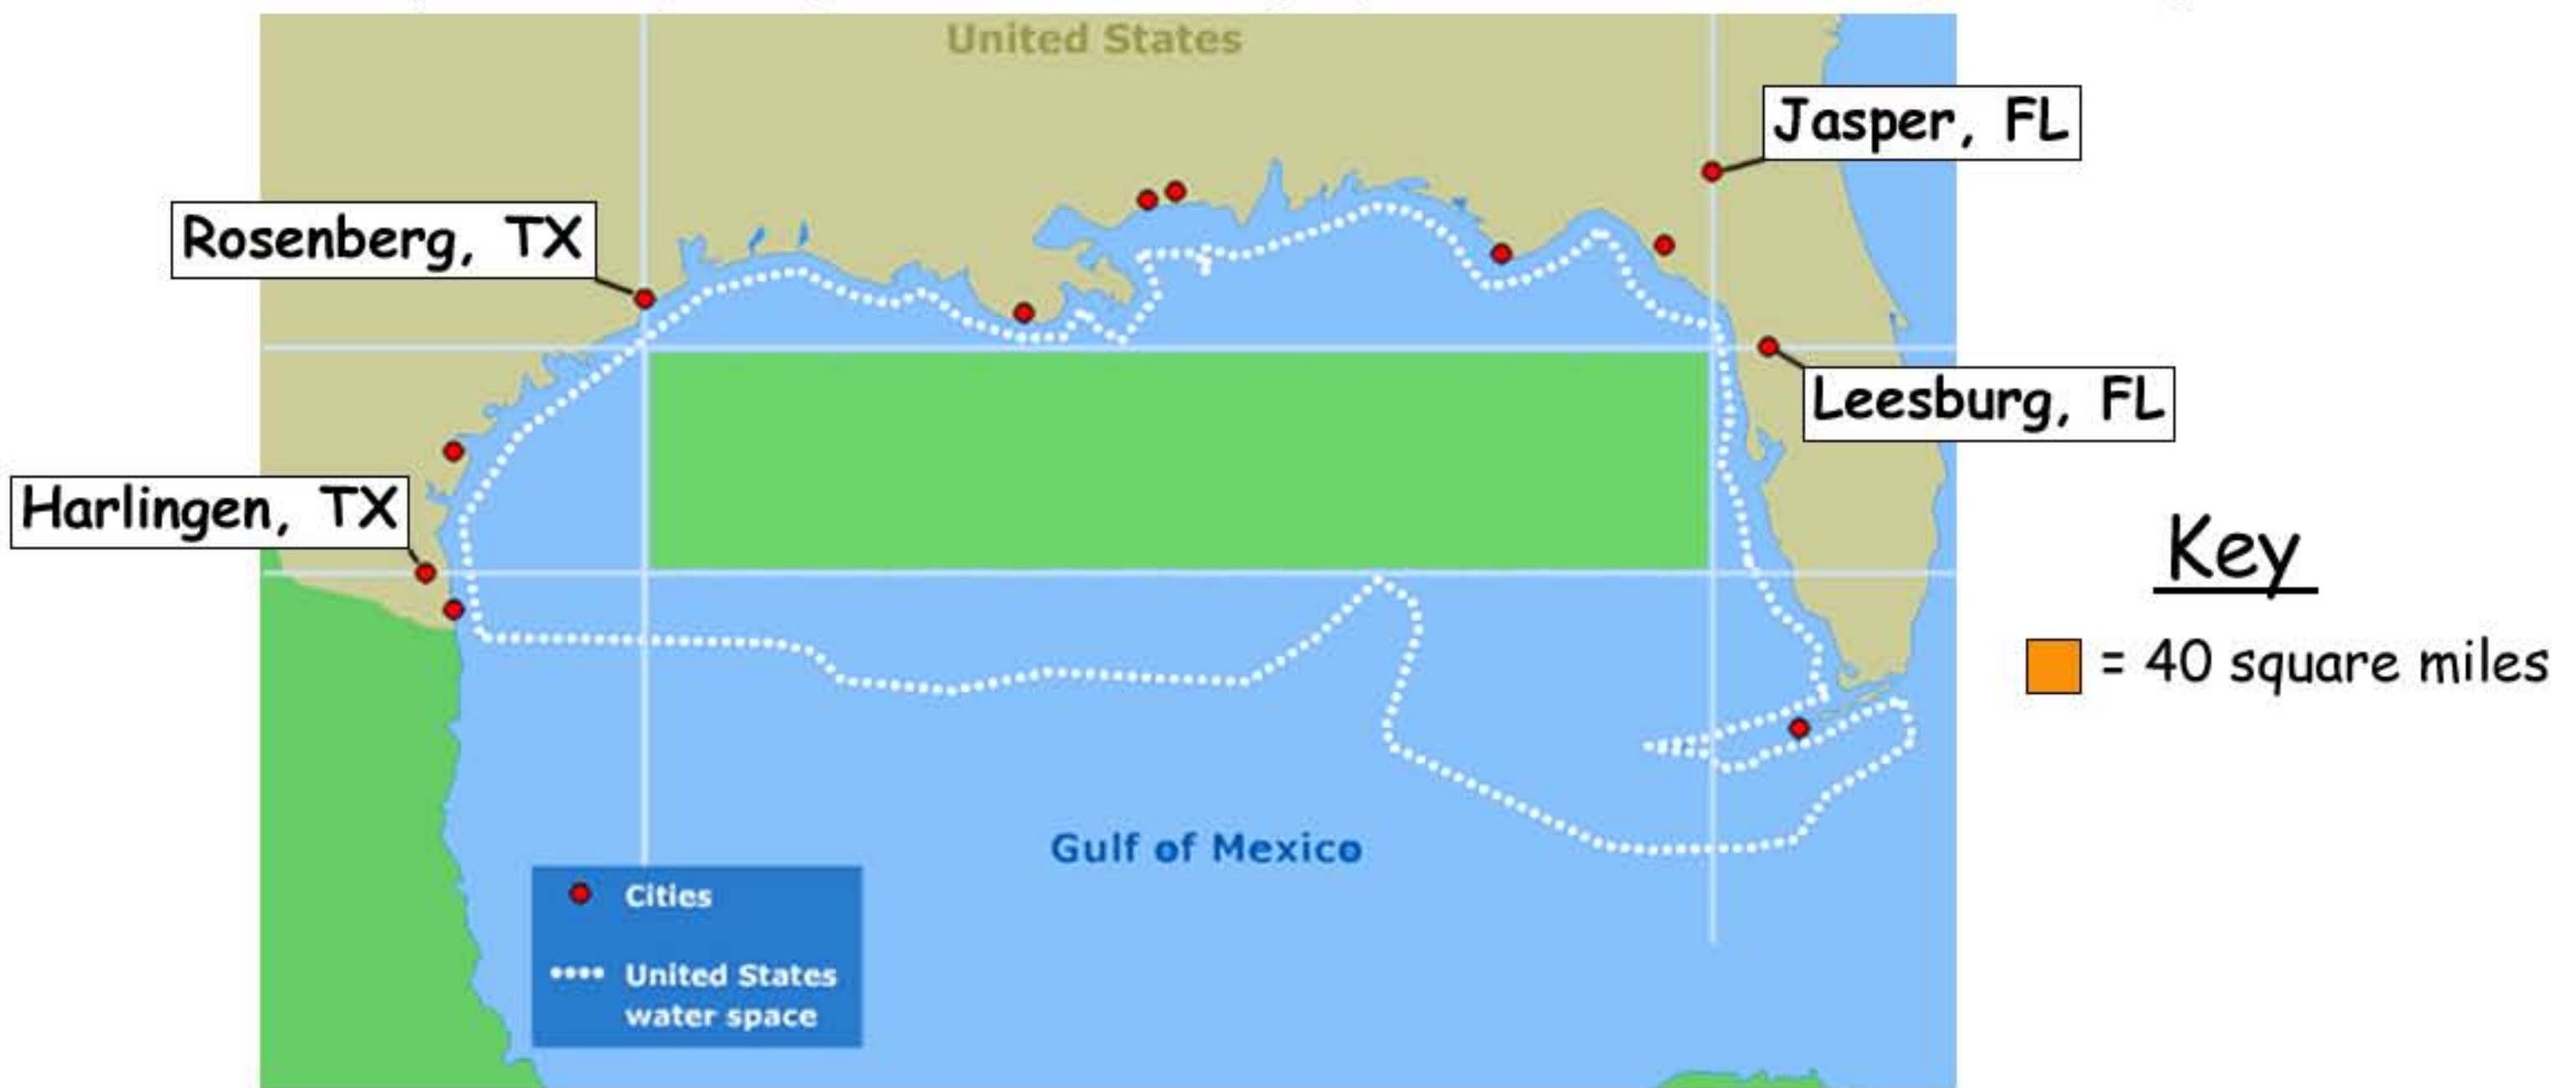 United States
Jasper, FL
Rosenberg, TX
Leesburg, FL
Harlingen, TX
Key
= 40 square miles
Gulf of Mexico
Cities
United States
water space